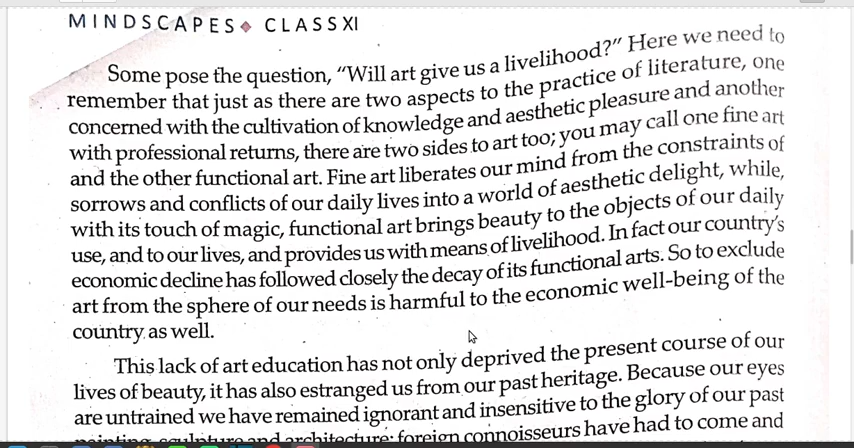 MINDSCAPES◆ CLASS XI
Some pose the question, “Will art give us a livelihood?” Here we need to
remember that just as there are two aspects to the practice of literature, one
concerned with the cultivation of knowledge and aesthetic pleasure and another
with professional returns, there are two sides to art too; you may call one fine art
and the other functional art. Fine art liberates our mind from the constraints of
sorrows and conflicts of our daily lives into a world of aesthetic delight, while,
with its touch of magic, functional art brings beauty to the objects of our daily
use, and to our lives, and provides us with means of livelihood. In fact our country’s
economic decline has followed closely the decay of its functional arts. So to exclude
art from the sphere of our needs is harmful to the economic well-being of the
country as well.
This lack of art education has not only deprived the present course of our
lives of beauty, it has also estranged us from our past heritage. Because our eyes
are untrained we have remained ignorant and insensitive to the glory of our past
painting, sculpture and architecture; foreign connoisseurs have had to come and